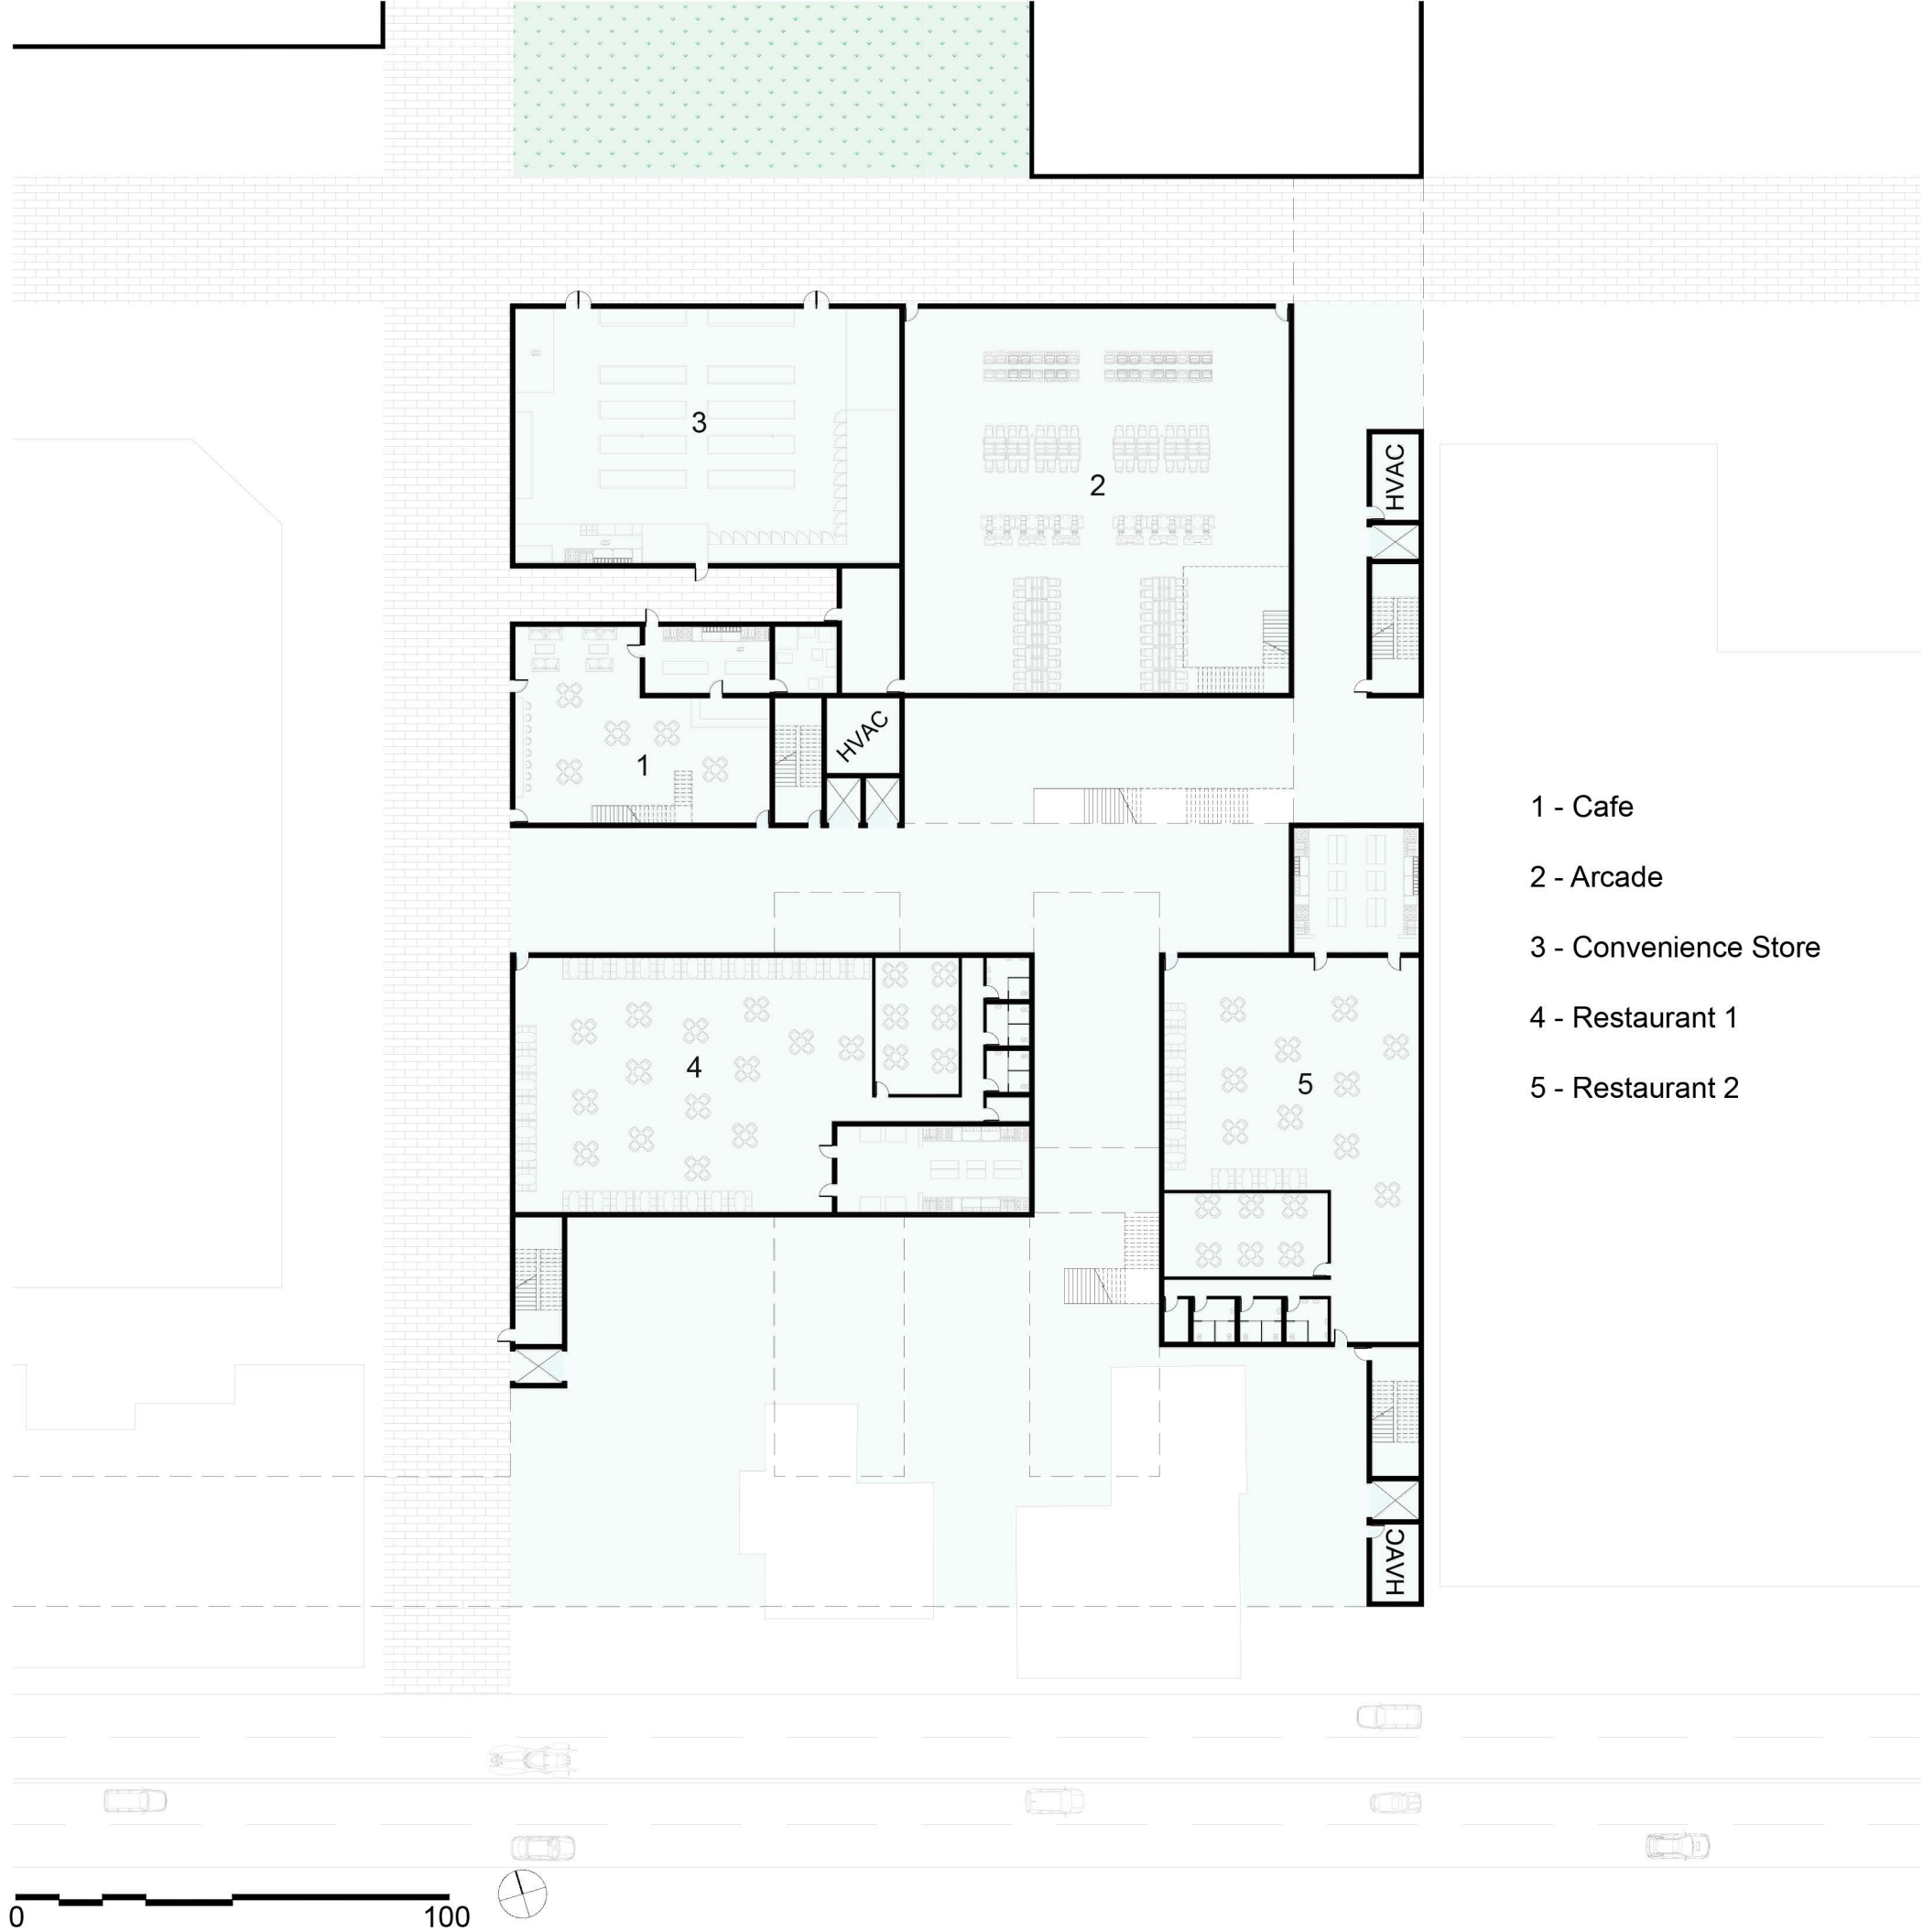 3
HVAC
2
HVAC
1
1 - Cafe
2 - Arcade
3 - Convenience Store
4 - Restaurant 1
5 - Restaurant 2
4
5
HVAC
0
100